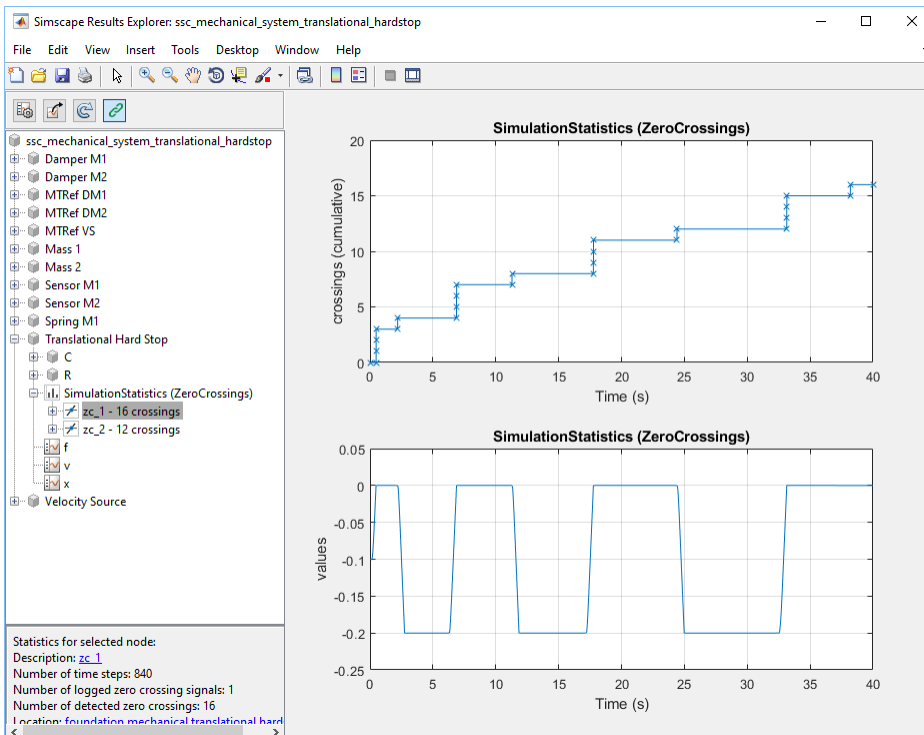 Simscape Results Explorer: ssc_mechanical_system_translational_hardstop
File Edit View Insert Tools Desktop Window Help
ssc_mechanical_system_translational_hardstop
Damper M1
Damper M2
MTRef DM1
MTRef DM2
MTRef VS
Mass 1
Mass 2
Sensor M1
Sensor M2
Spring M1
Translational Hard Stop
C
R
SimulationStatistics (ZeroCrossings)
zc_1 - 16 crossings
zc_2 - 12 crossings
f
v
x
Velocity Source
Statistics for selected node:
Description: zc_1
Number of time steps: 840
Number of logged zero crossing signals: 1
Number of detected zero crossings: 16
Location: foundation.mechanical.translational.hard
SimulationStatistics (ZeroCrossings)
20
15
10
5
0
crossings (cumulative)
0 5 10 15 20 25 30 35 40
Time (s)
SimulationStatistics (ZeroCrossings)
0.05
0
-0.05
-0.1
-0.15
-0.2
-0.25
values
0 5 10 15 20 25 30 35 40
Time (s)